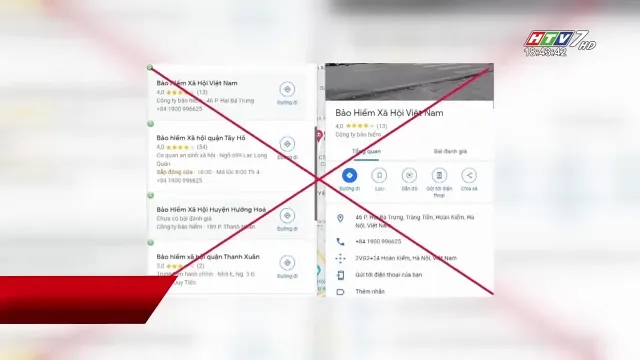 HTV7 HD
18:43:42
Bảo Hiểm Xã Hội Việt Nam
4,0 (13)
Công ty bảo hiểm · 46 P. Hai Bà Trưng
+84 1900 996625
Đường đi
Bảo hiểm Xã hội quận Tây Hồ
4,0 (54)
Cơ quan an sinh xã hội · Ngõ 699 Lạc Long
Quân
Sắp đóng cửa · 16:30 · Mở lúc 8:00 Th 4
+84 1900 996625
Đường đi
Bảo Hiểm Xã Hội Huyện Hướng Hoá
Chưa có bài đánh giá
Công ty bảo hiểm · 189 P. Thanh Nhàn
Đường đi
Bảo hiểm xã hội quận Thanh Xuân
3,0 (2)
hành chính · Nhà L, Ng. 3 Đ.
Duy Tiến
Đường đi
Bảo Hiểm Xã Hội Việt Nam
4,0 (13)
Công ty bảo hiểm
Tổng quan
Bài đánh giá
Đường đi
Lưu
Gần đó
Gửi tới điện thoại
Chia sẻ
46 P. Hai Bà Trưng, Tràng Tiền, Hoàn Kiếm, Hà
Nội, Việt Nam
+84 1900 996625
2VG2+24 Hoàn Kiếm, Hà Nội, Việt Nam
Gửi tới điện thoại của bạn
Thêm nhãn